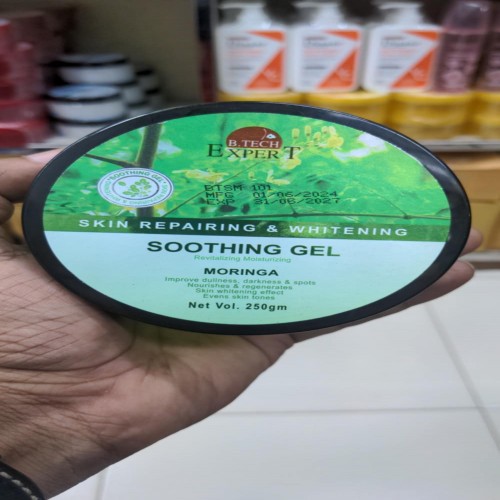 B.TECH
EXPERT
SOOTHING GEL
BTSM 101
MFG 01/06/2024
EXP 31/05/2027
SKIN REPAIRING & WHITENING
SOOTHING GEL
Revitalizing Moisturizing
MORINGA
Improve dullness, darkness & spots
Nourishes & regenerates
Skin whitening effect
Evens skin tones
Net Vol. 250gm